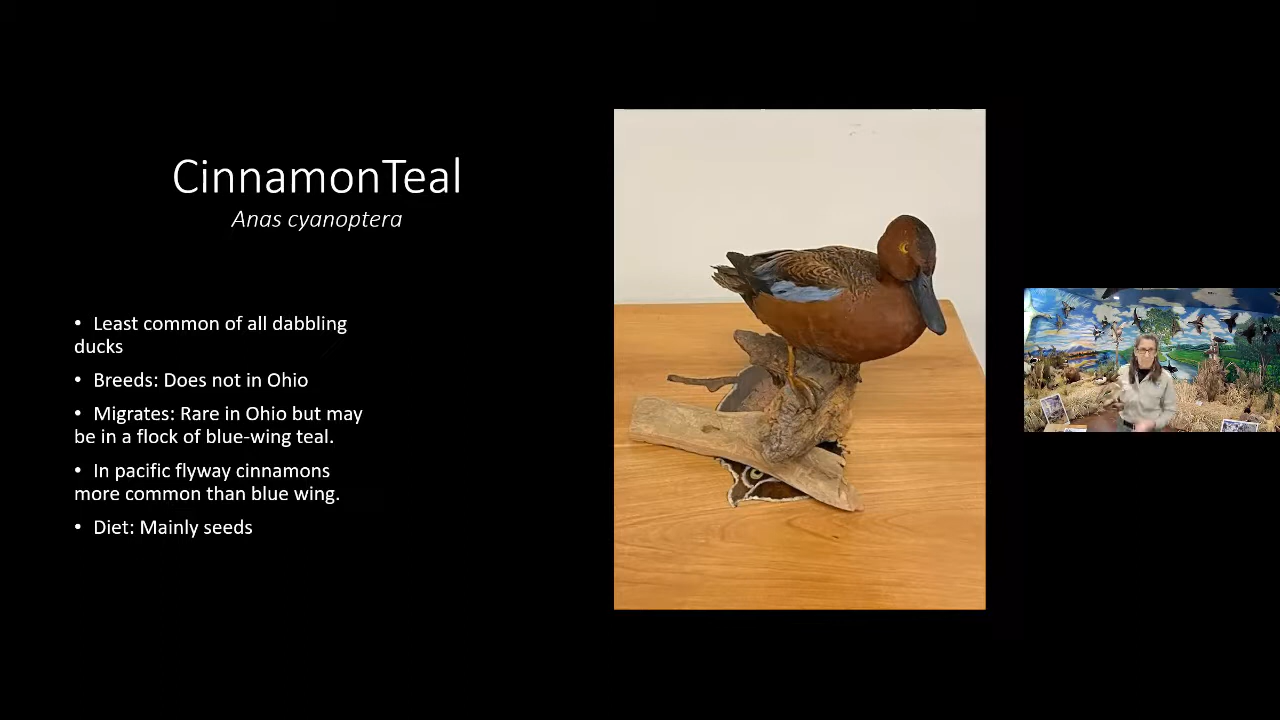 CinnamonTeal
Anas cyanoptera
• Least common of all dabbling
ducks
• Breeds: Does not in Ohio
• Migrates: Rare in Ohio but may
be in a flock of blue-wing teal.
• In pacific flyway cinnamons
more common than blue wing.
• Diet: Mainly seeds